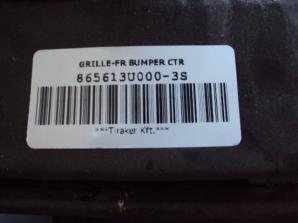 GRILLE-FR BUMPER CTR
865613U000-3S
***Tiraker Kft.***